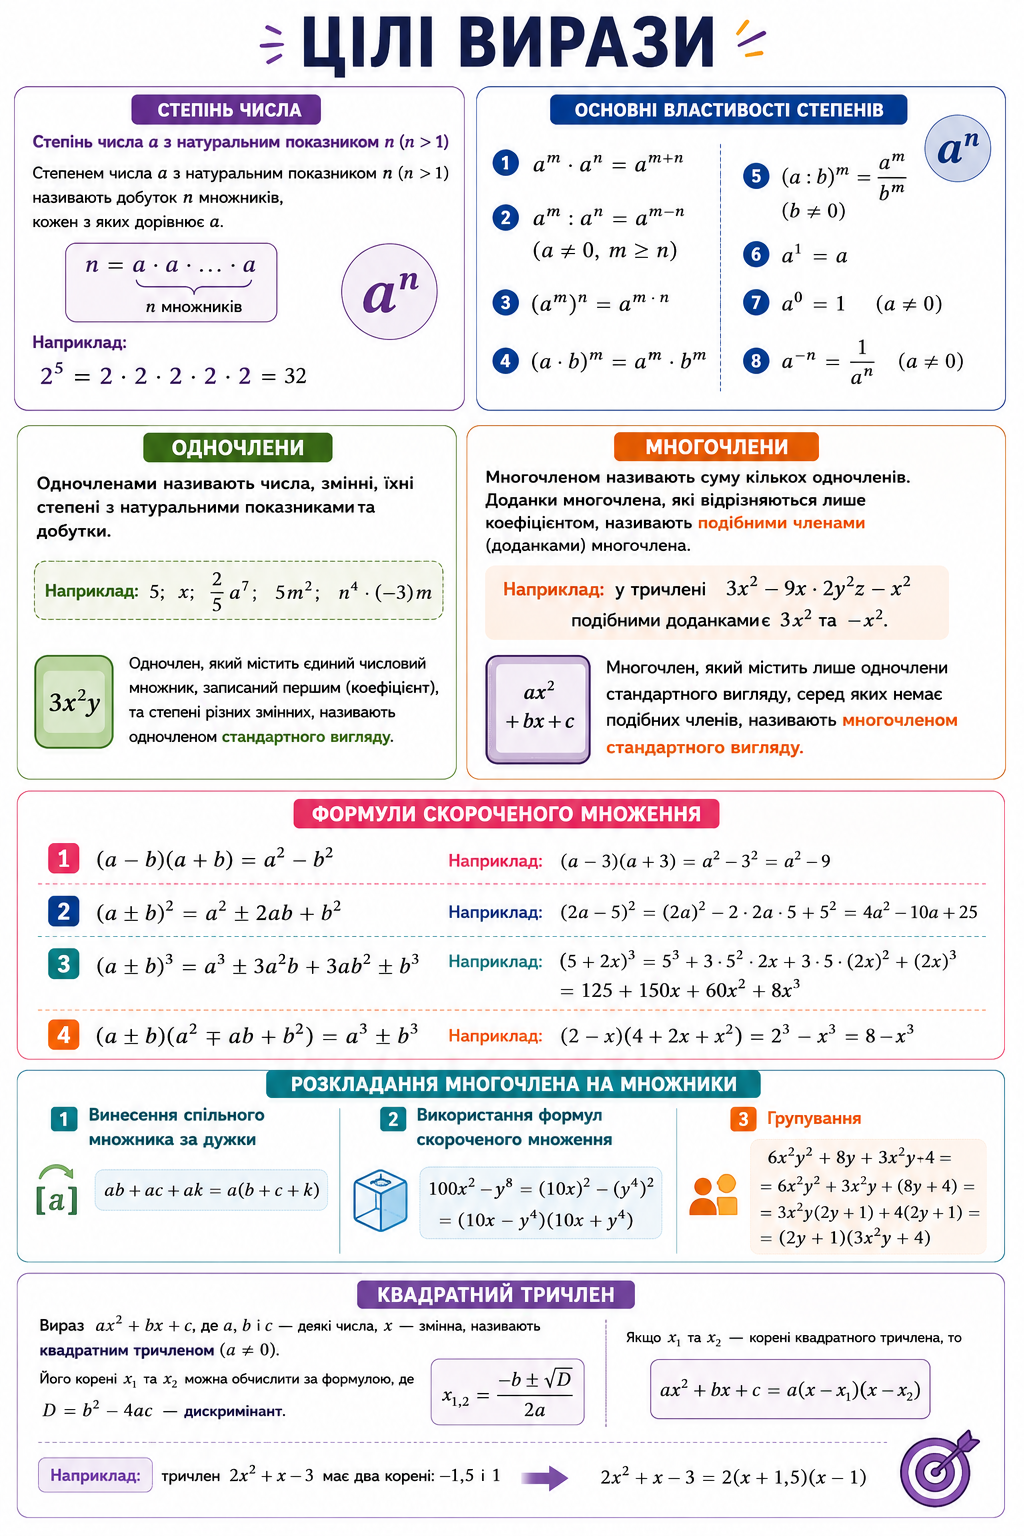 ЦІЛІ ВИРАЗИ
СТЕПІНЬ ЧИСЛА
Степінь числа a з натуральним показником n (n > 1)
Степенем числа a з натуральним показником n (n > 1)
називають добуток n множників,
кожен з яких дорівнює a.
n = a · a · … · a
n множників
aⁿ
Наприклад:
2⁵ = 2 · 2 · 2 · 2 · 2 = 32
ОСНОВНІ ВЛАСТИВОСТІ СТЕПЕНІВ
aⁿ
1 a^m · a^n = a^{m+n}
2 a^m : a^n = a^{m−n}
(a ≠ 0, m ≥ n)
3 (a^m)^n = a^{m · n}
4 (a · b)^m = a^m · b^m
5 (a : b)^m = a^m / b^m
(b ≠ 0)
6 a¹ = a
7 a⁰ = 1 (a ≠ 0)
8 a^{−n} = 1 / a^n (a ≠ 0)
ОДНОЧЛЕНИ
Одночленами називають числа, змінні, їхні
степені з натуральними показниками та
добутки.
Наприклад: 5; x; 2/5 a⁷; 5m²; n⁴ · (−3)m
3x²y
Одночлен, який містить єдиний числовий
множник, записаний першим (коефіцієнт),
та степені різних змінних, називають
одночленом стандартного вигляду.
МНОГОЧЛЕНИ
Многочленом називають суму кількох одночленів.
Доданки многочлена, які відрізняються лише
коефіцієнтом, називають подібними членами
(доданками) многочлена.
Наприклад: у тричлені 3x² − 9x · 2y²z − x²
подібними доданками є 3x² та −x².
ax²
+ bx + c
Многочлен, який містить лише одночлени
стандартного вигляду, серед яких немає
подібних членів, називають многочленом
стандартного вигляду.
ФОРМУЛИ СКОРОЧЕНОГО МНОЖЕННЯ
1 (a − b)(a + b) = a² − b² Наприклад: (a − 3)(a + 3) = a² − 3² = a² − 9
2 (a ± b)² = a² ± 2ab + b² Наприклад: (2a − 5)² = (2a)² − 2 · 2a · 5 + 5² = 4a² − 10a + 25
3 (a ± b)³ = a³ ± 3a²b + 3ab² ± b³ Наприклад: (5 + 2x)³ = 5³ + 3 · 5² · 2x + 3 · 5 · (2x)² + (2x)³
= 125 + 150x + 60x² + 8x³
4 (a ± b)(a² ∓ ab + b²) = a³ ± b³ Наприклад: (2 − x)(4 + 2x + x²) = 2³ − x³ = 8 − x³
РОЗКЛАДАННЯ МНОГОЧЛЕНА НА МНОЖНИКИ
1 Винесення спільного
множника за дужки
[a]
ab + ac + ak = a(b + c + k)
2 Використання формул
скороченого множення
100x² − y⁸ = (10x)² − (y⁴)²
= (10x − y⁴)(10x + y⁴)
3 Групування
6x²y² + 8y + 3x²y+4 =
= 6x²y² + 3x²y + (8y + 4) =
= 3x²y(2y + 1) + 4(2y + 1) =
= (2y + 1)(3x²y + 4)
КВАДРАТНИЙ ТРИЧЛЕН
Вираз ax² + bx + c, де a, b і c — деякі числа, x — змінна, називають
квадратним тричленом (a ≠ 0).
Його корені x₁ та x₂ можна обчислити за формулою, де
D = b² − 4ac — дискримінант.
x₁,₂ = (−b ± √D) / 2a
Якщо x₁ та x₂ — корені квадратного тричлена, то
ax² + bx + c = a(x − x₁)(x − x₂)
Наприклад: тричлен 2x² + x − 3 має два корені: −1,5 і 1
2x² + x − 3 = 2(x + 1,5)(x − 1)